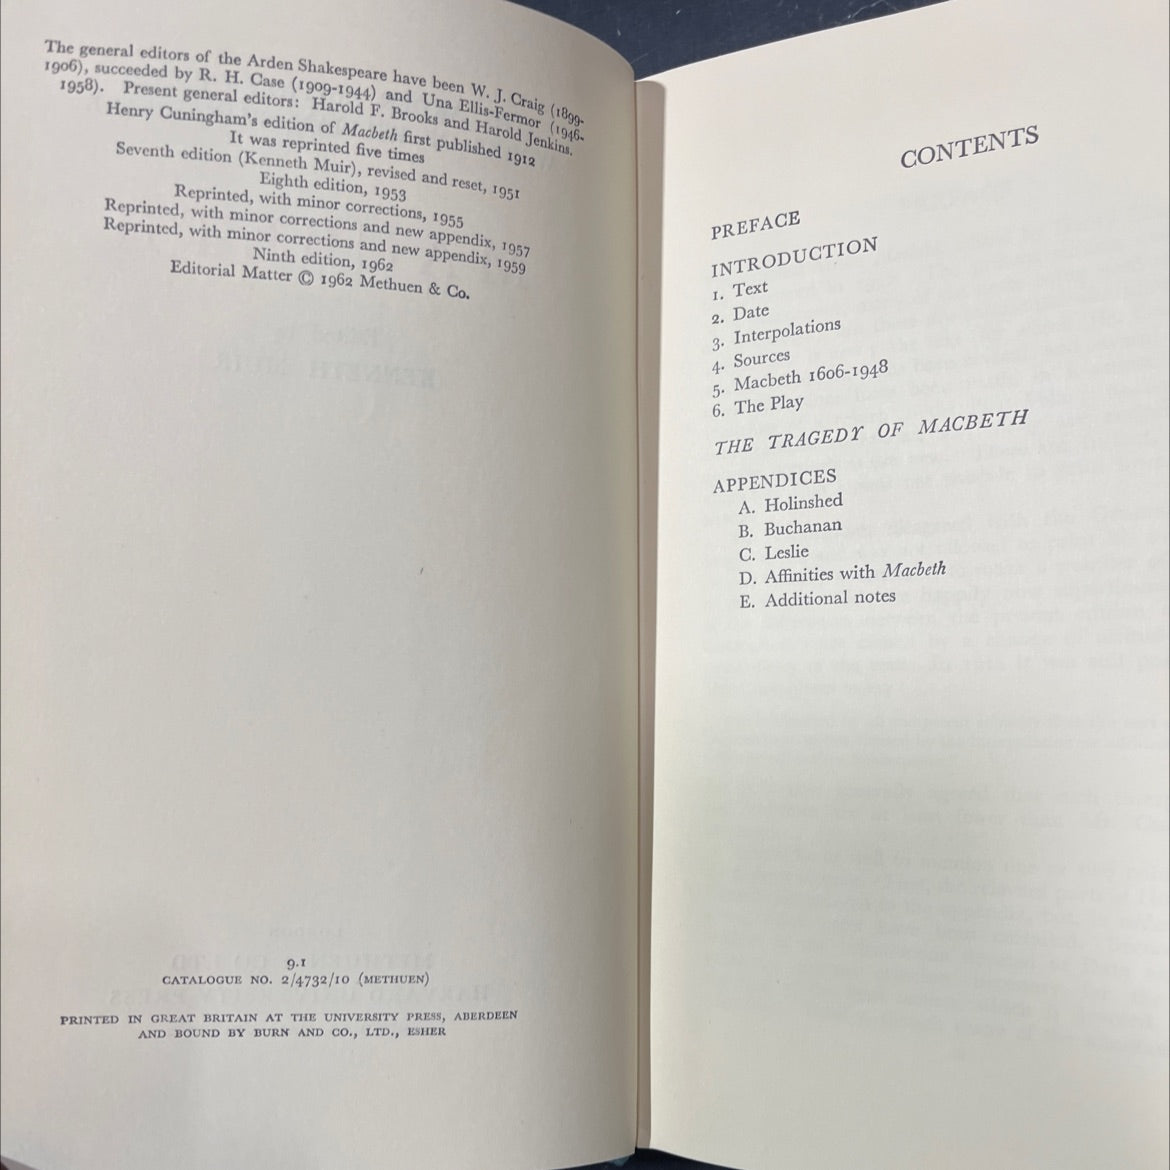 The general editors of the Arden Shakespeare have been W. J. Craig (1899-
1906), succeeded by R. H. Case (1909-1944) and Una Ellis-Fermor (1946-
1958). Present general editors: Harold F. Brooks and Harold Jenkins.
Henry Cuningham's edition of Macbeth first published 1912
It was reprinted five times
Seventh edition (Kenneth Muir), revised and reset, 1951
Eighth edition, 1953
Reprinted, with minor corrections, 1955
Reprinted, with minor corrections and new appendix, 1957
Reprinted, with minor corrections and new appendix, 1959
Ninth edition, 1962
Editorial Matter © 1962 Methuen & Co.
9.1
CATALOGUE NO. 2/4732/10 (METHUEN)
PRINTED IN GREAT BRITAIN AT THE UNIVERSITY PRESS, ABERDEEN
AND BOUND BY BURN AND CO., LTD., ESHER
CONTENTS
PREFACE
INTRODUCTION
1. Text
2. Date
3. Interpolations
4. Sources
5. Macbeth 1606-1948
6. The Play
THE TRAGEDY OF MACBETH
APPENDICES
A. Holinshed
B. Buchanan
C. Leslie
D. Affinities with Macbeth
E. Additional notes